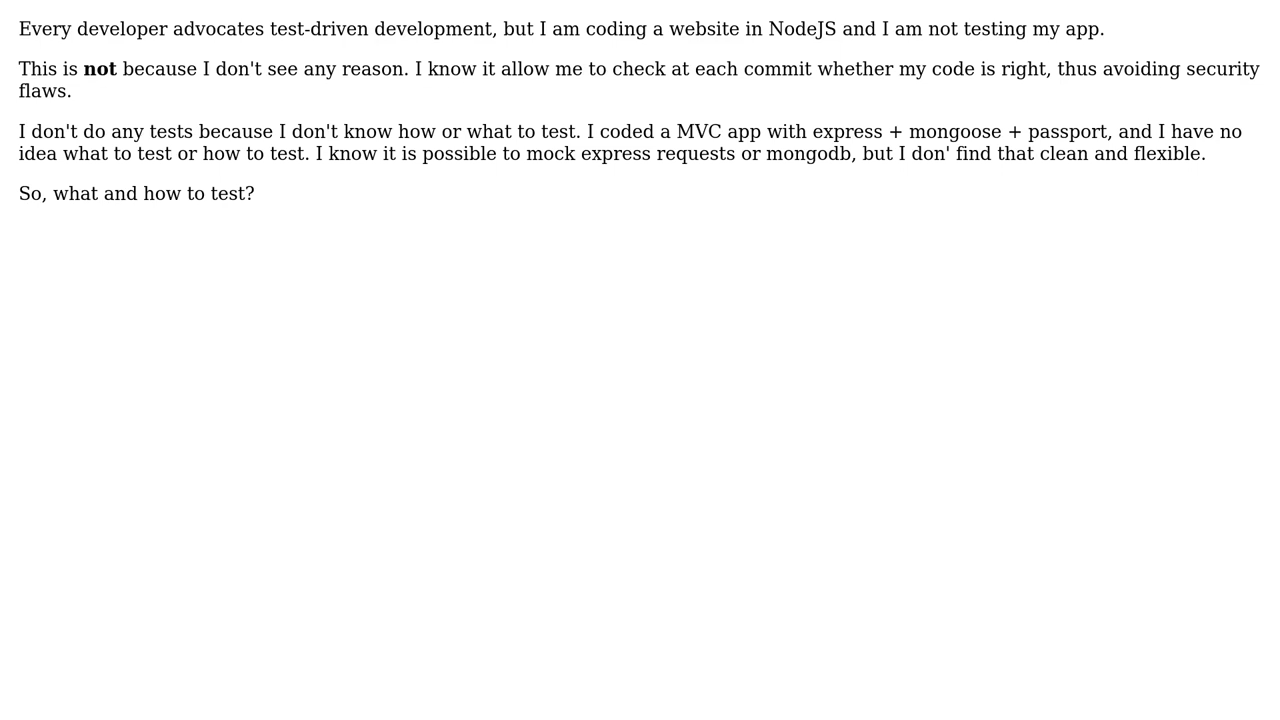 Every developer advocates test-driven development, but I am coding a website in NodeJS and I am not testing my app.
This is not because I don't see any reason. I know it allow me to check at each commit whether my code is right, thus avoiding security
flaws.
I don't do any tests because I don't know how or what to test. I coded a MVC app with express + mongoose + passport, and I have no
idea what to test or how to test. I know it is possible to mock express requests or mongodb, but I don' find that clean and flexible.
So, what and how to test?